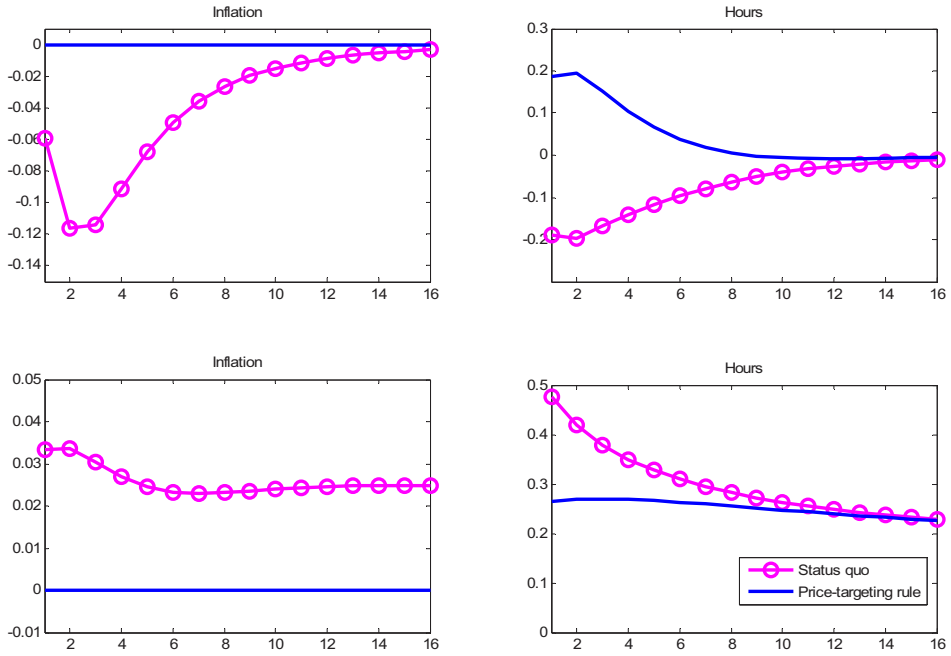 Inflation
0
-0.02
-0.04
-0.06
-0.08
-0.1
-0.12
-0.14
2 4 6 8 10 12 14 16
Hours
0.3
0.2
0.1
0
-0.1
-0.2
2 4 6 8 10 12 14 16
Inflation
0.05
0.04
0.03
0.02
0.01
0
-0.01
2 4 6 8 10 12 14 16
Hours
0.5
0.4
0.3
0.2
0.1
0
2 4 6 8 10 12 14 16
Status quo
Price-targeting rule